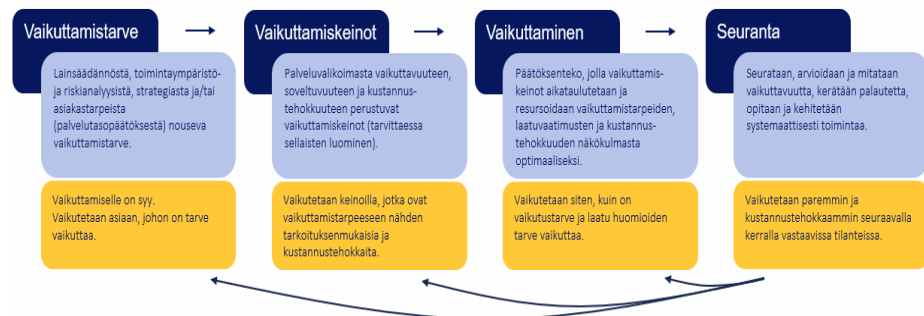 Vaikuttamistarve
Lainsäädännöstä, toimintaympäristö-
ja riskianalyysistä, strategiasta ja/tai
asiakastarpeista
(palvelutasopäätöksestä) nouseva
vaikuttamistarve.
Vaikuttamiselle on syy.
Vaikutetaan asiaan, johon on tarve
vaikuttaa.
Vaikuttamiskeinot
Palveluvalikoimasta vaikuttavuuteen,
soveltuvuuteen ja kustannus-
tehokkuuteen perustuvat
vaikuttamiskeinot (tarvittaessa
sellaisten luominen).
Vaikutetaan keinoilla, jotka ovat
vaikuttamistarpeeseen nähden
tarkoituksenmukaisia ja
kustannustehokkaita.
Vaikuttaminen
Päätöksenteko, jolla vaikuttamis-
keinot aikataulutetaan ja
resursoidaan vaikuttamistarpeiden,
laatuvaatimusten ja kustannus-
tehokkuuden näkökulmasta
optimaaliseksi.
Vaikutetaan siten, kuin on
vaikutustarve ja laatu huomioiden
tarve vaikuttaa.
Seuranta
Seurataan, arvioidaan ja mitataan
vaikuttavuutta, kerätään palautetta,
opitaan ja kehitetään
systemaattisesti toimintaa.
Vaikutetaan paremmin ja
kustannustehokkaammin seuraavalla
kerralla vastaavissa tilanteissa.